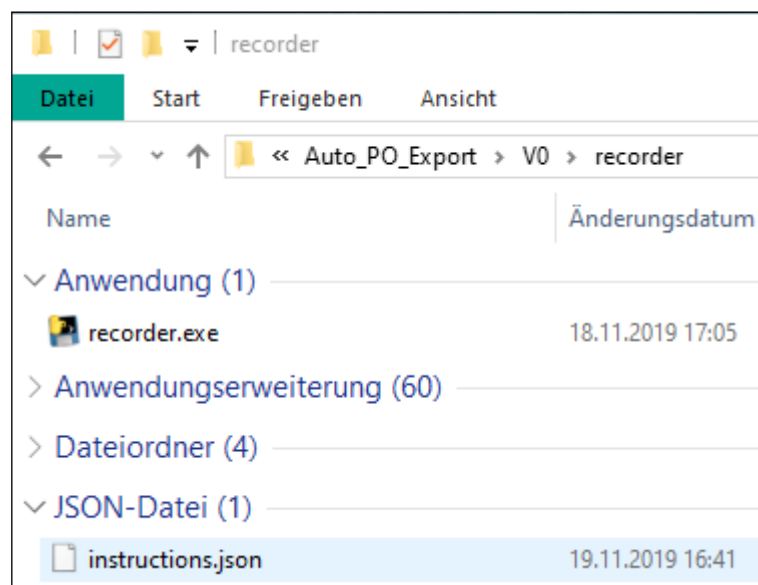 recorder
Datei Start Freigeben Ansicht
« Auto_PO_Export > V0 > recorder
Name Änderungsdatum
Anwendung (1)
recorder.exe 18.11.2019 17:05
Anwendungserweiterung (60)
Dateiordner (4)
JSON-Datei (1)
instructions.json 19.11.2019 16:41